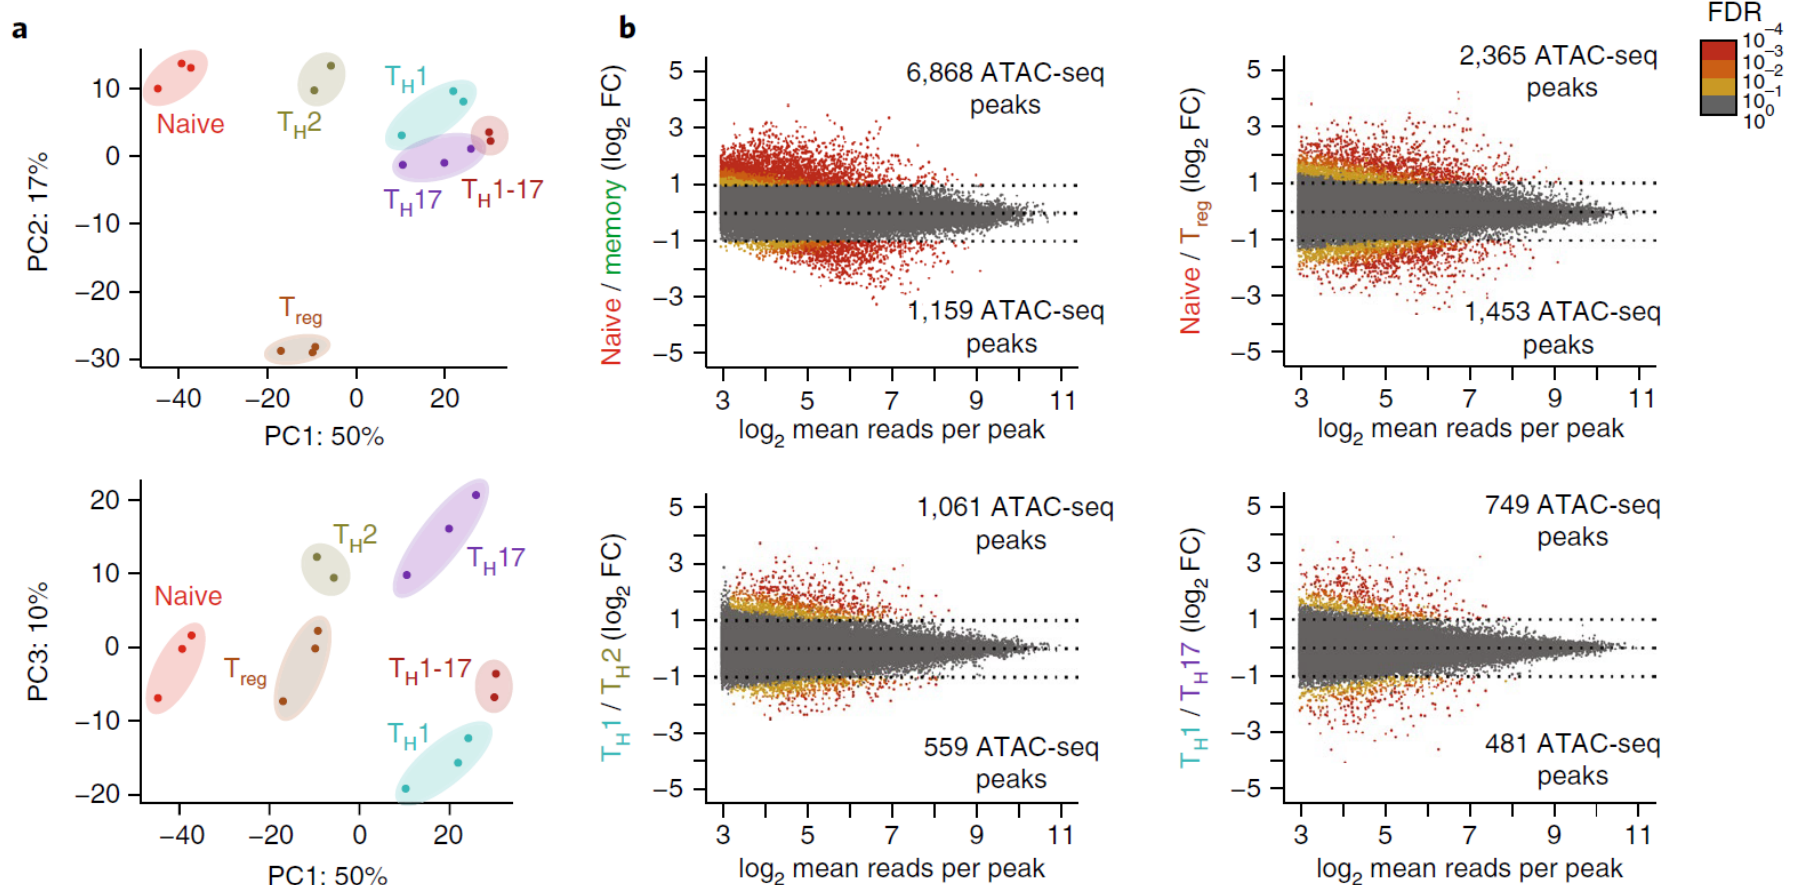 a
PC2: 17%
10
0
−10
−20
−30
Naive
TH2
TH1
TH17
TH1-17
Treg
−40 −20 0 20
PC1: 50%
PC3: 10%
20
10
0
−10
−20
Naive
TH2
TH17
Treg
TH1-17
TH1
−40 −20 0 20
PC1: 50%
b
Naive / memory (log2 FC)
5
3
1
−1
−3
−5
6,868 ATAC-seq
peaks
1,159 ATAC-seq
peaks
3 5 7 9 11
log2 mean reads per peak
Naive / Treg (log2 FC)
5
3
1
−1
−3
−5
2,365 ATAC-seq
peaks
1,453 ATAC-seq
peaks
3 5 7 9 11
log2 mean reads per peak
FDR
10−4
10−3
10−2
10−1
100
TH1 / TH2 (log2 FC)
5
3
1
−1
−3
−5
1,061 ATAC-seq
peaks
559 ATAC-seq
peaks
3 5 7 9 11
log2 mean reads per peak
TH1 / TH17 (log2 FC)
5
3
1
−1
−3
−5
749 ATAC-seq
peaks
481 ATAC-seq
peaks
3 5 7 9 11
log2 mean reads per peak